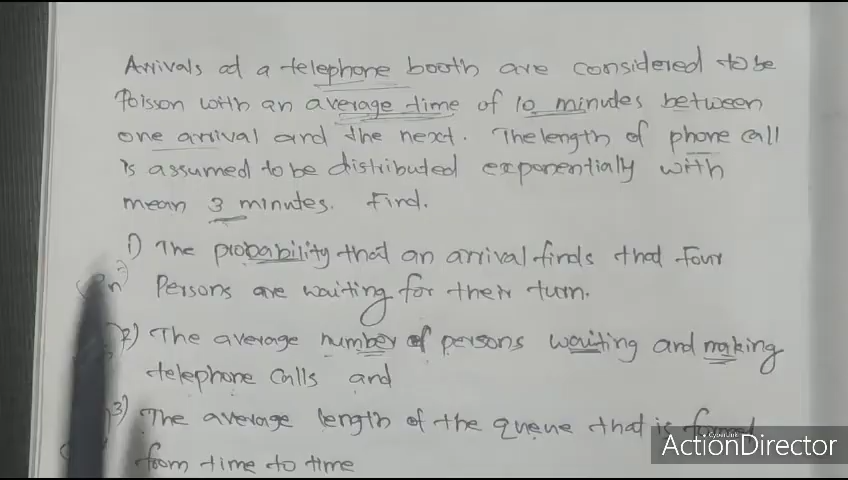 Arrivals at a telephone booth are considered to be
Poisson with an average time of 10 minutes between
one arrival and the next. The length of phone call
is assumed to be distributed exponentially with
mean 3 minutes. Find.
1) The probability that an arrival finds that four
Persons are waiting for their turn.
2) The average number of persons waiting and making
telephone calls and
3) The average length of the queue that is formed
from time to time
CyberLink
ActionDirector